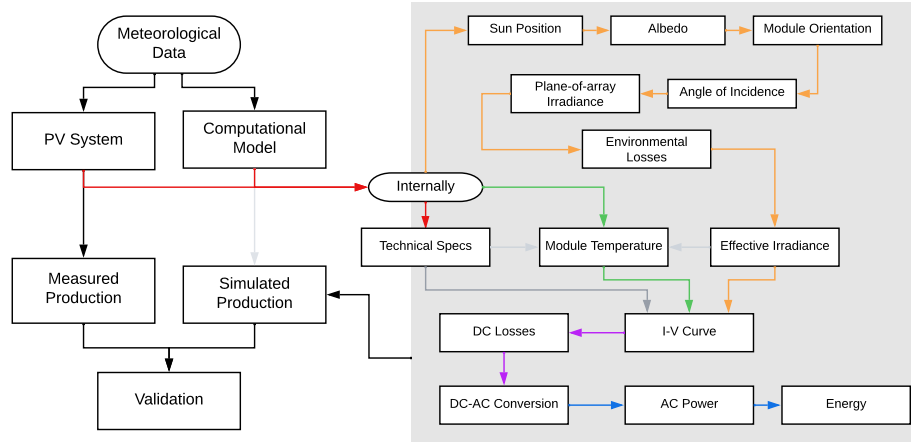 Meteorological
Data
PV System
Computational
Model
Measured
Production
Simulated
Production
Validation
Internally
Sun Position
Albedo
Module Orientation
Plane-of-array
Irradiance
Angle of Incidence
Environmental
Losses
Technical Specs
Module Temperature
Effective Irradiance
DC Losses
I-V Curve
DC-AC Conversion
AC Power
Energy